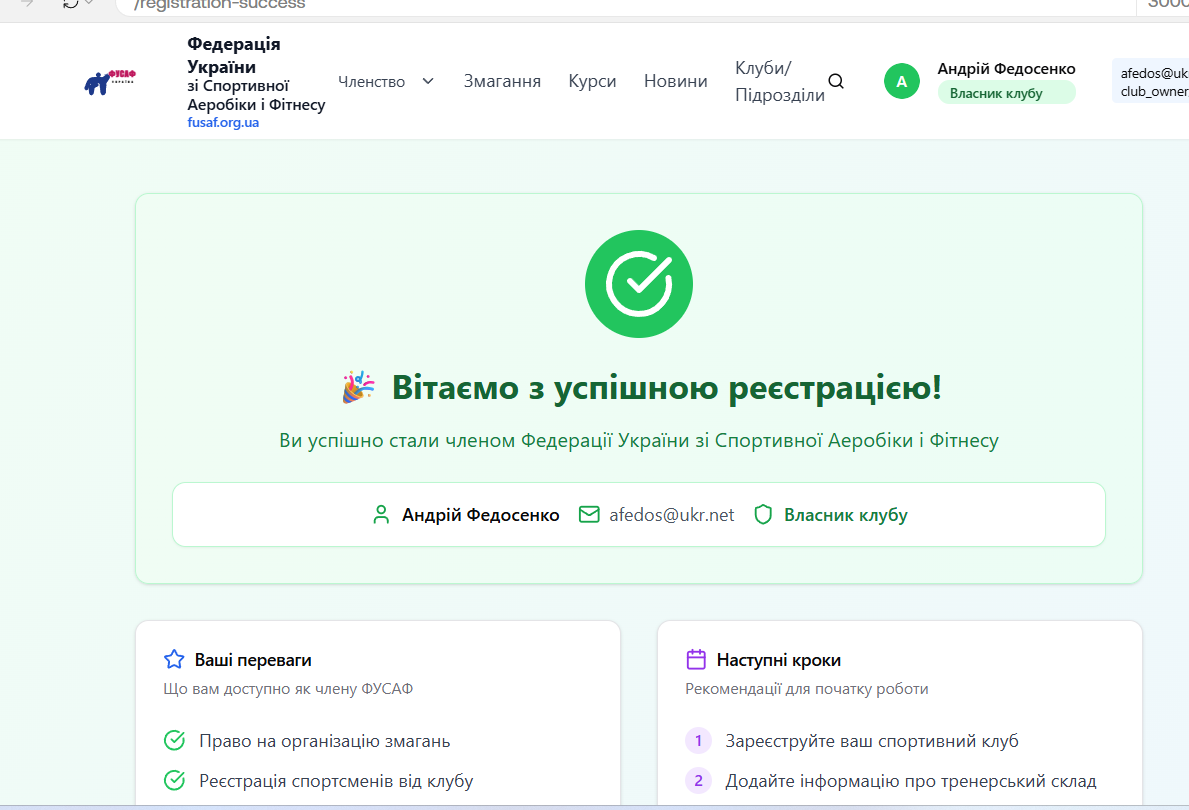 /registration-success
3000
ФУСАФ
УКРАЇНА
Федерація
України
зі Спортивної
Аеробіки і Фітнесу
fusaf.org.ua
Членство
Змагання
Курси
Новини
Клуби/
Підрозділи
А
Андрій Федосенко
Власник клубу
afedos@uk
club_owner
🎉 Вітаємо з успішною реєстрацією!
Ви успішно стали членом Федерації України зі Спортивної Аеробіки і Фітнесу
Андрій Федосенко afedos@ukr.net Власник клубу
Ваші переваги
Що вам доступно як члену ФУСАФ
Право на організацію змагань
Реєстрація спортсменів від клубу
Наступні кроки
Рекомендації для початку роботи
1 Зареєструйте ваш спортивний клуб
2 Додайте інформацію про тренерський склад